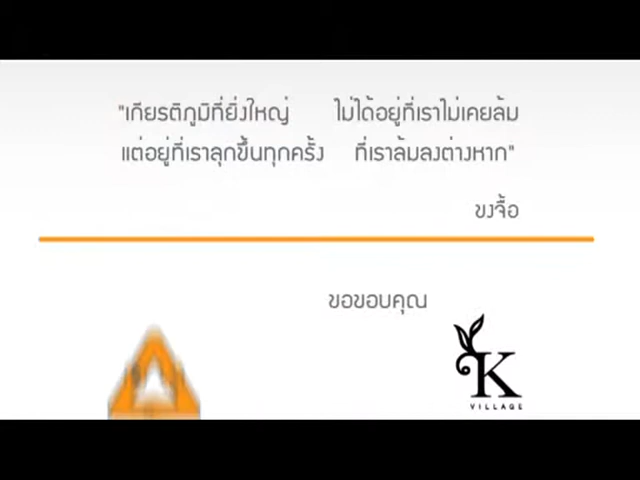 "เกียรติภูมิที่ยิ่งใหญ่ ไม่ได้อยู่ที่เราไม่เคยล้ม
แต่อยู่ที่เราลุกขึ้นทุกครั้ง ที่เราล้มลงต่างหาก"
ขงจื้อ
ขอขอบคุณ
K
VILLAGE